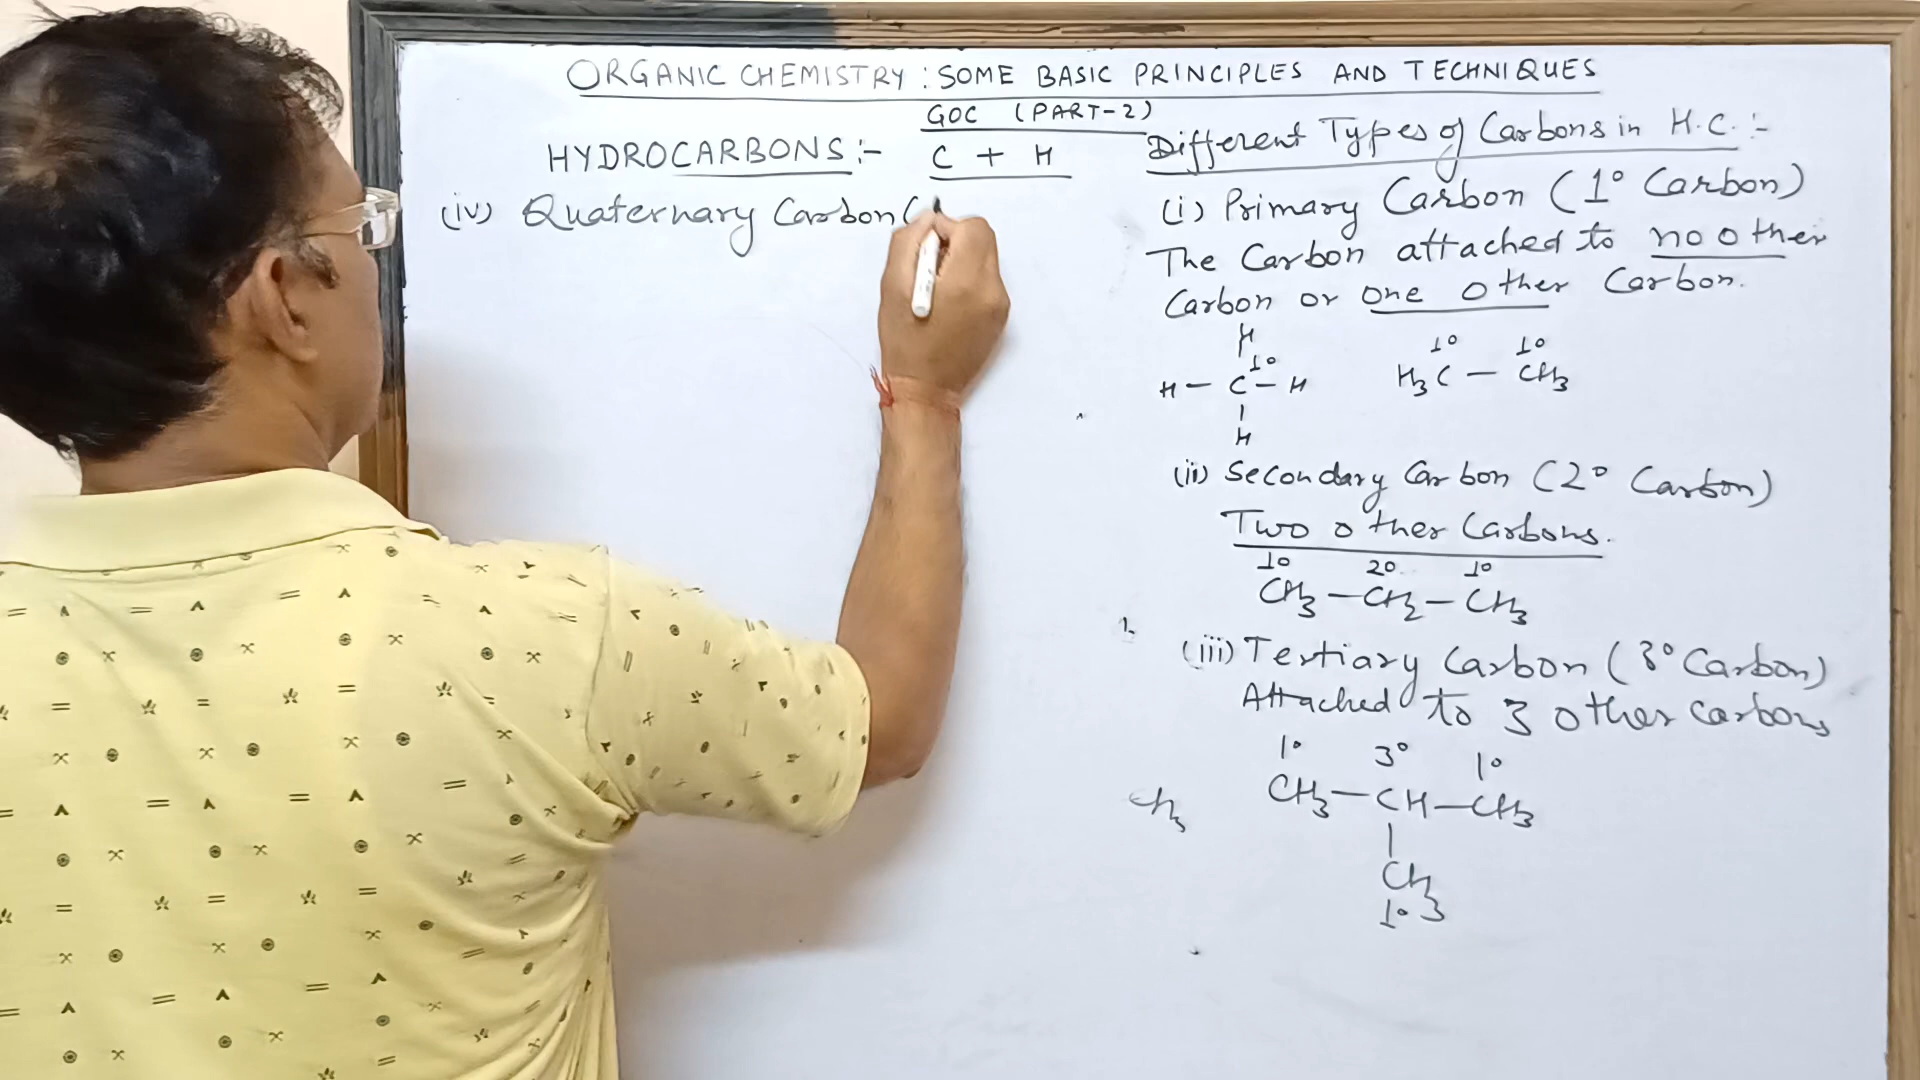 ORGANIC CHEMISTRY : SOME BASIC PRINCIPLES AND TECHNIQUES
GOC (PART-2)
HYDROCARBONS:- C + H
(iv) Quaternary Carbon (
Different Types of Carbons in H.C. :-
(i) Primary Carbon (1° Carbon)
The Carbon attached to no other
Carbon or one other Carbon.
H
1° 1° 1°
H — C — H H3C — CH3
H
(ii) Secondary Carbon (2° Carbon)
Two other Carbons.
1° 2° 1°
CH3 — CH2 — CH3
1.
(iii) Tertiary Carbon (3° Carbon)
Attached to 3 other carbons
1° 3° 1°
CH3 CH3 — CH — CH3
CH3
1°